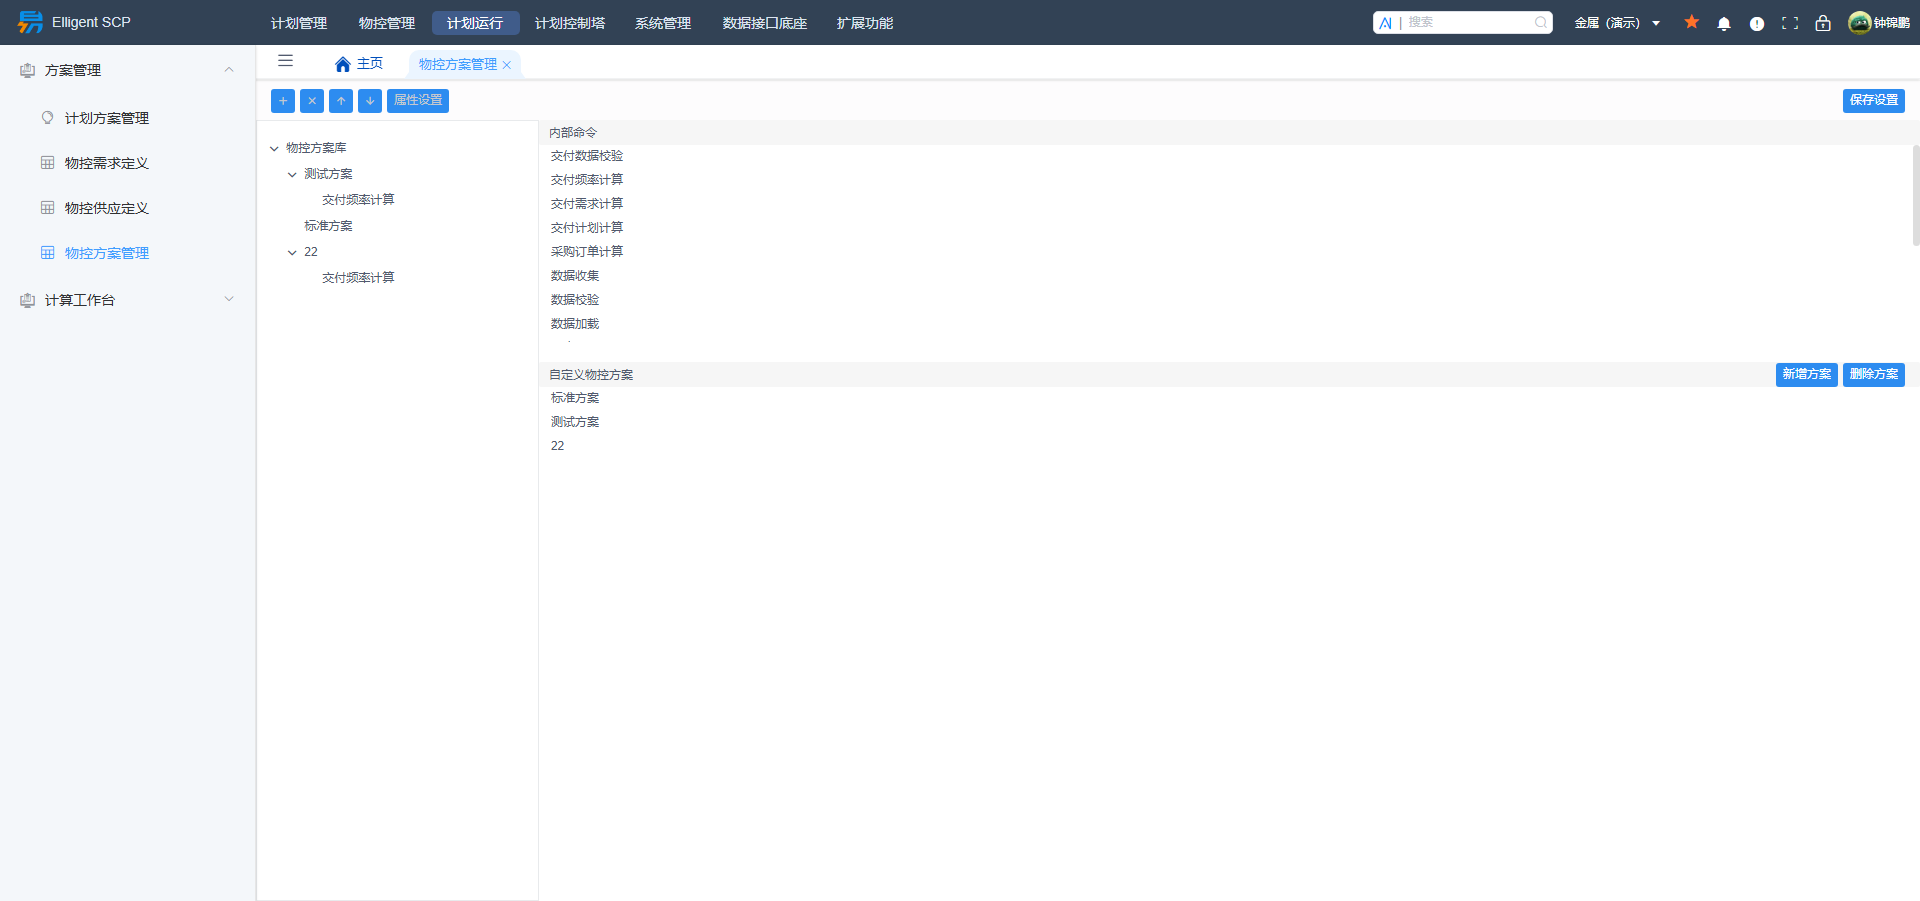 Elligent SCP
计划管理 物控管理 计划运行 计划控制塔 系统管理 数据接口底座 扩展功能
AI | 搜索
金属（演示）
钟锦鹏
方案管理
计划方案管理
物控需求定义
物控供应定义
物控方案管理
计算工作台
主页
物控方案管理
属性设置
保存设置
物控方案库
测试方案
交付频率计算
标准方案
22
交付频率计算
内部命令
交付数据校验
交付频率计算
交付需求计算
交付计划计算
采购订单计算
数据收集
数据校验
数据加载
自定义物控方案
新增方案 删除方案
标准方案
测试方案
22